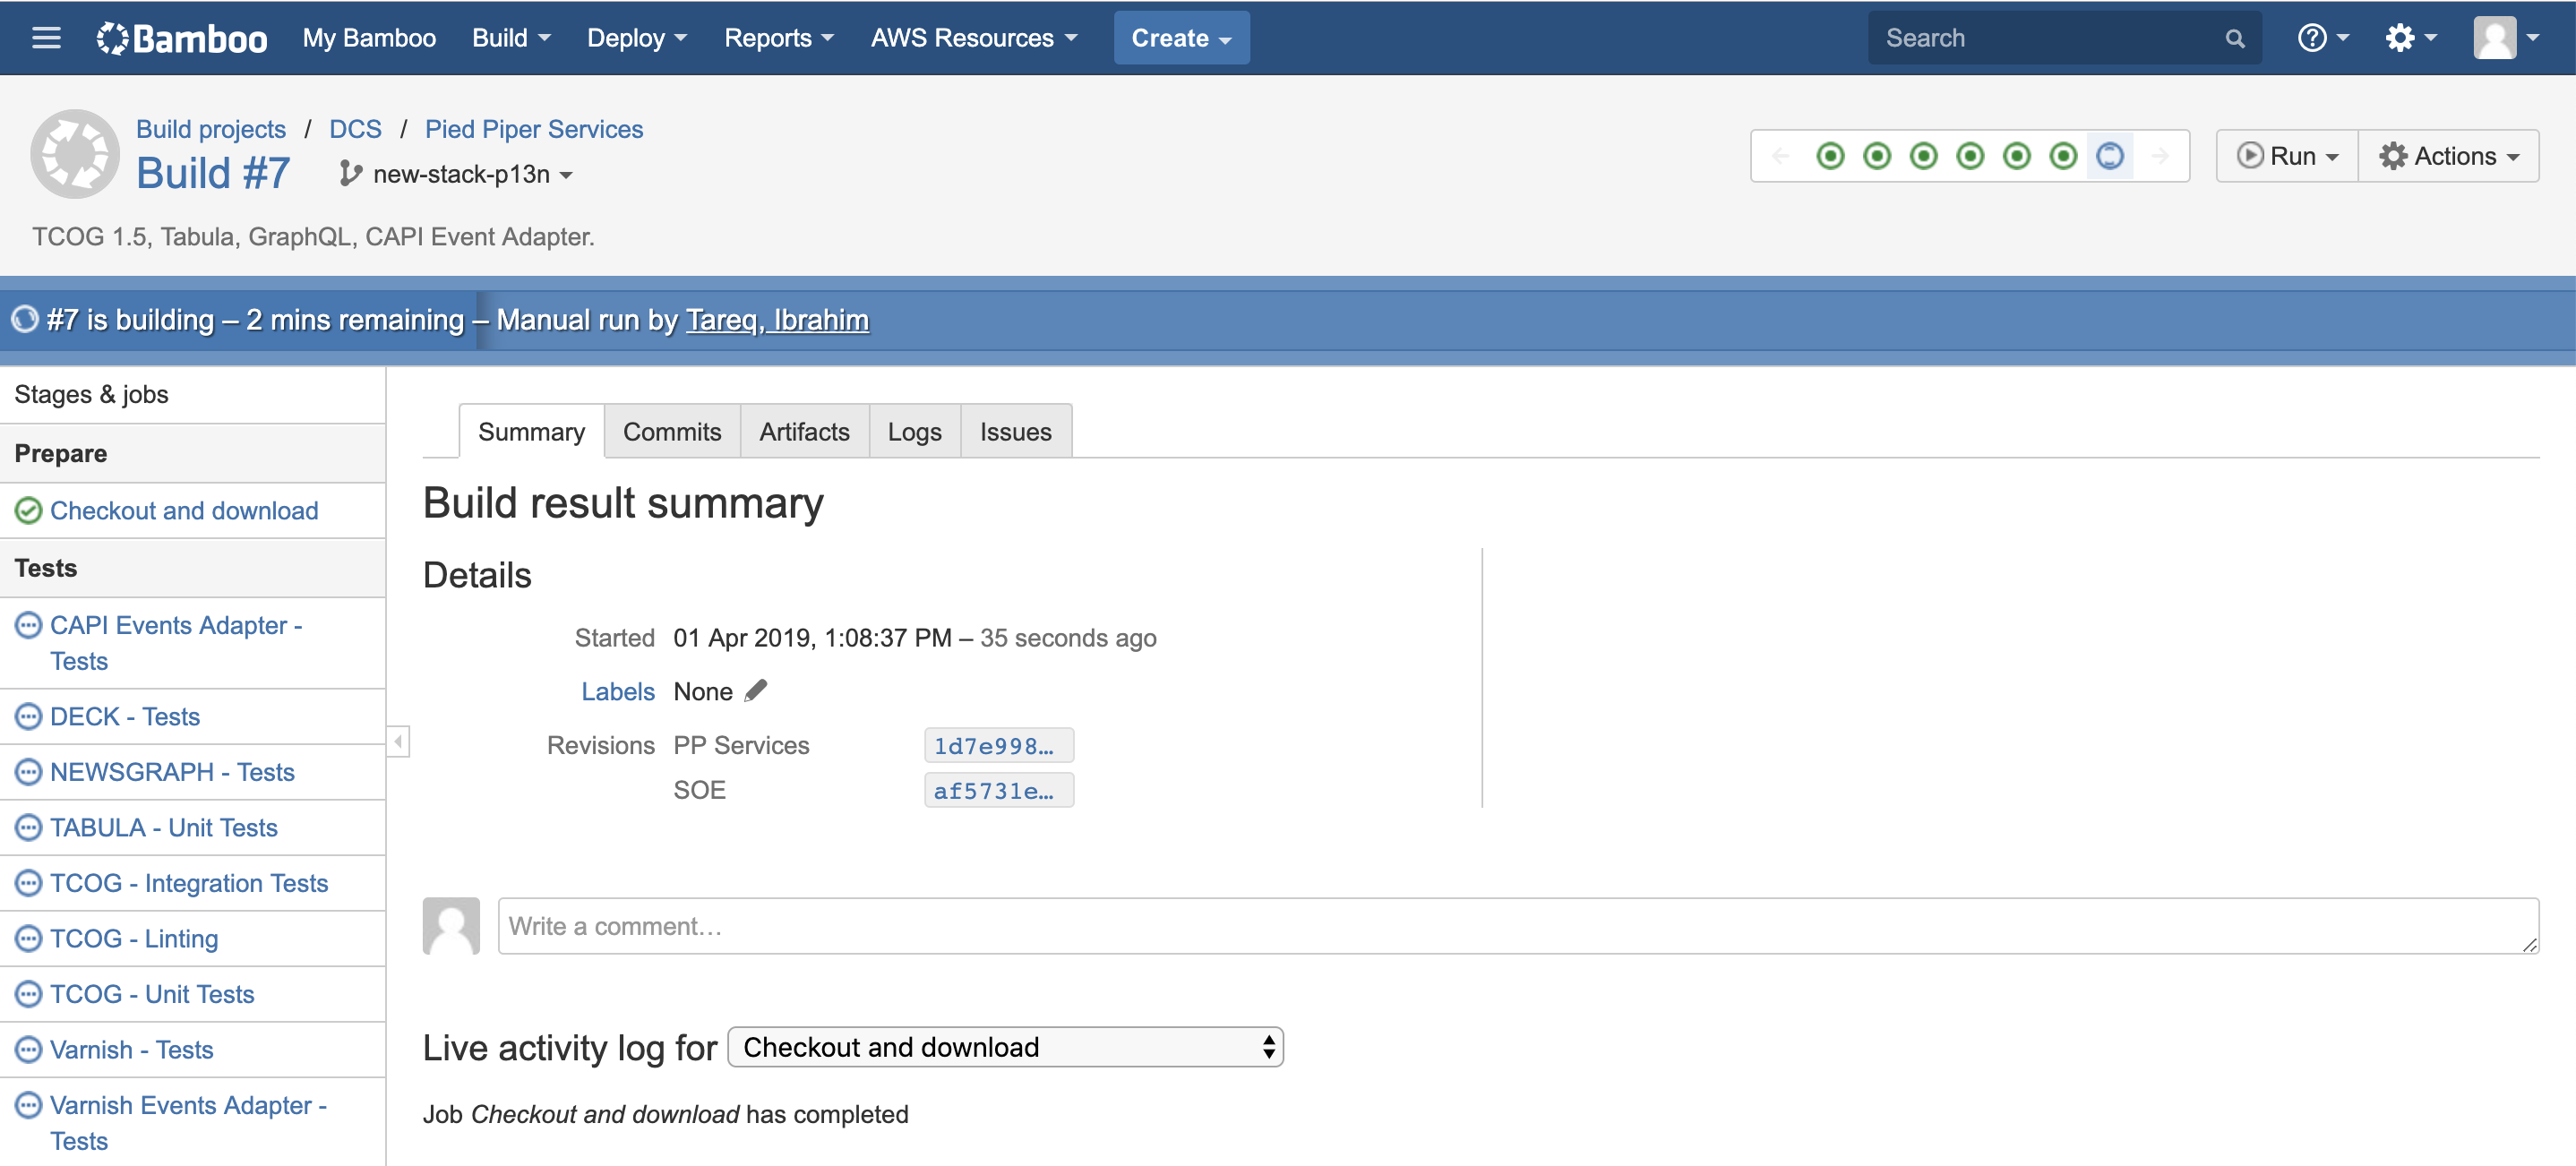 Bamboo My Bamboo Build Deploy Reports AWS Resources Create Search
Build projects / DCS / Pied Piper Services
Build #7 new-stack-p13n
Run Actions
TCOG 1.5, Tabula, GraphQL, CAPI Event Adapter.
#7 is building – 2 mins remaining – Manual run by Tareq, Ibrahim
Stages & jobs
Prepare
Checkout and download
Tests
CAPI Events Adapter -
Tests
DECK - Tests
NEWSGRAPH - Tests
TABULA - Unit Tests
TCOG - Integration Tests
TCOG - Linting
TCOG - Unit Tests
Varnish - Tests
Varnish Events Adapter -
Tests
Summary Commits Artifacts Logs Issues
Build result summary
Details
Started 01 Apr 2019, 1:08:37 PM – 35 seconds ago
Labels None
Revisions PP Services 1d7e998...
SOE af5731e...
Write a comment...
Live activity log for Checkout and download
Job Checkout and download has completed